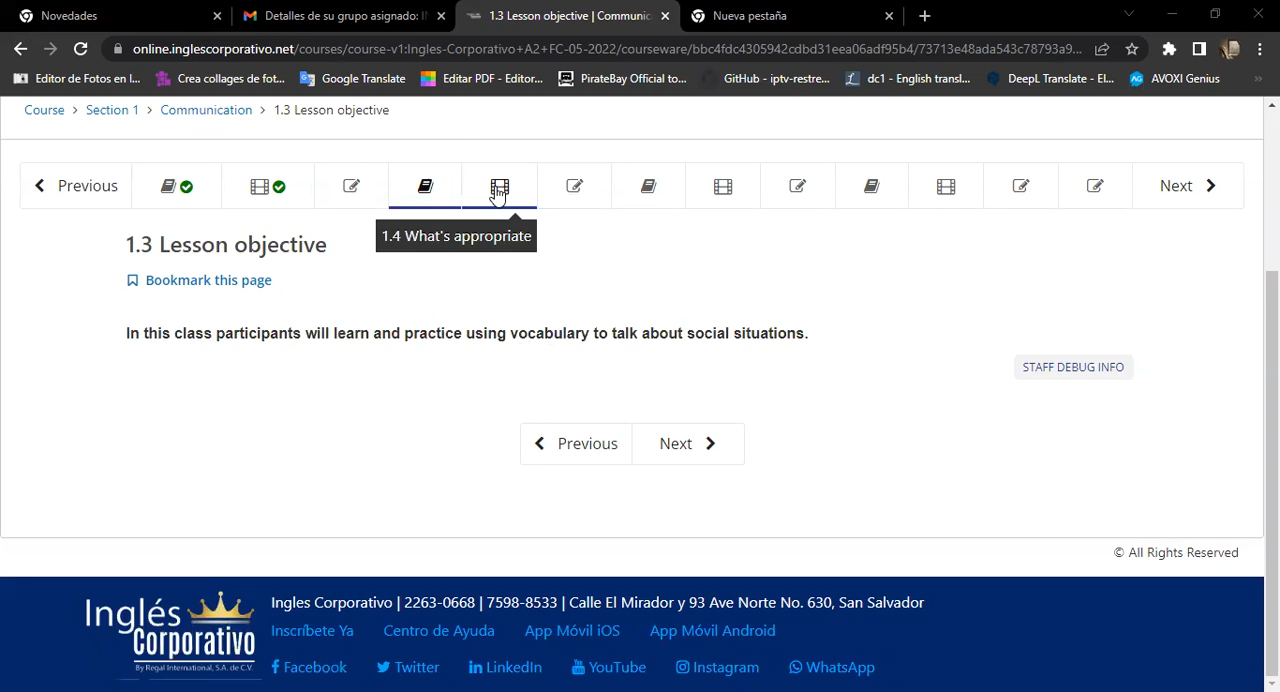 Novedades
Detalles de su grupo asignado: I
1.3 Lesson objective | Communic
Nueva pestaña
online.inglescorporativo.net/courses/course-v1:Ingles-Corporativo+A2+FC-05-2022/courseware/bbc4fdc4305942cdbd31eea06adf95b4/73713e48ada543c78793a9...
Editor de Fotos en l...
Crea collages de fot...
Google Translate
Editar PDF - Editor...
PirateBay Official to...
GitHub - iptv-restre...
dc1 - English transl...
DeepL Translate - El...
AVOXI Genius
»
Course > Section 1 > Communication > 1.3 Lesson objective
Previous
Next
1.4 What's appropriate
1.3 Lesson objective
Bookmark this page
In this class participants will learn and practice using vocabulary to talk about social situations.
STAFF DEBUG INFO
Previous
Next
© All Rights Reserved
Inglés Corporativo
By Regal International, S.A. de C.V.
Ingles Corporativo | 2263-0668 | 7598-8533 | Calle El Mirador y 93 Ave Norte No. 630, San Salvador
Inscríbete Ya
Centro de Ayuda
App Móvil iOS
App Móvil Android
Facebook
Twitter
LinkedIn
YouTube
Instagram
WhatsApp